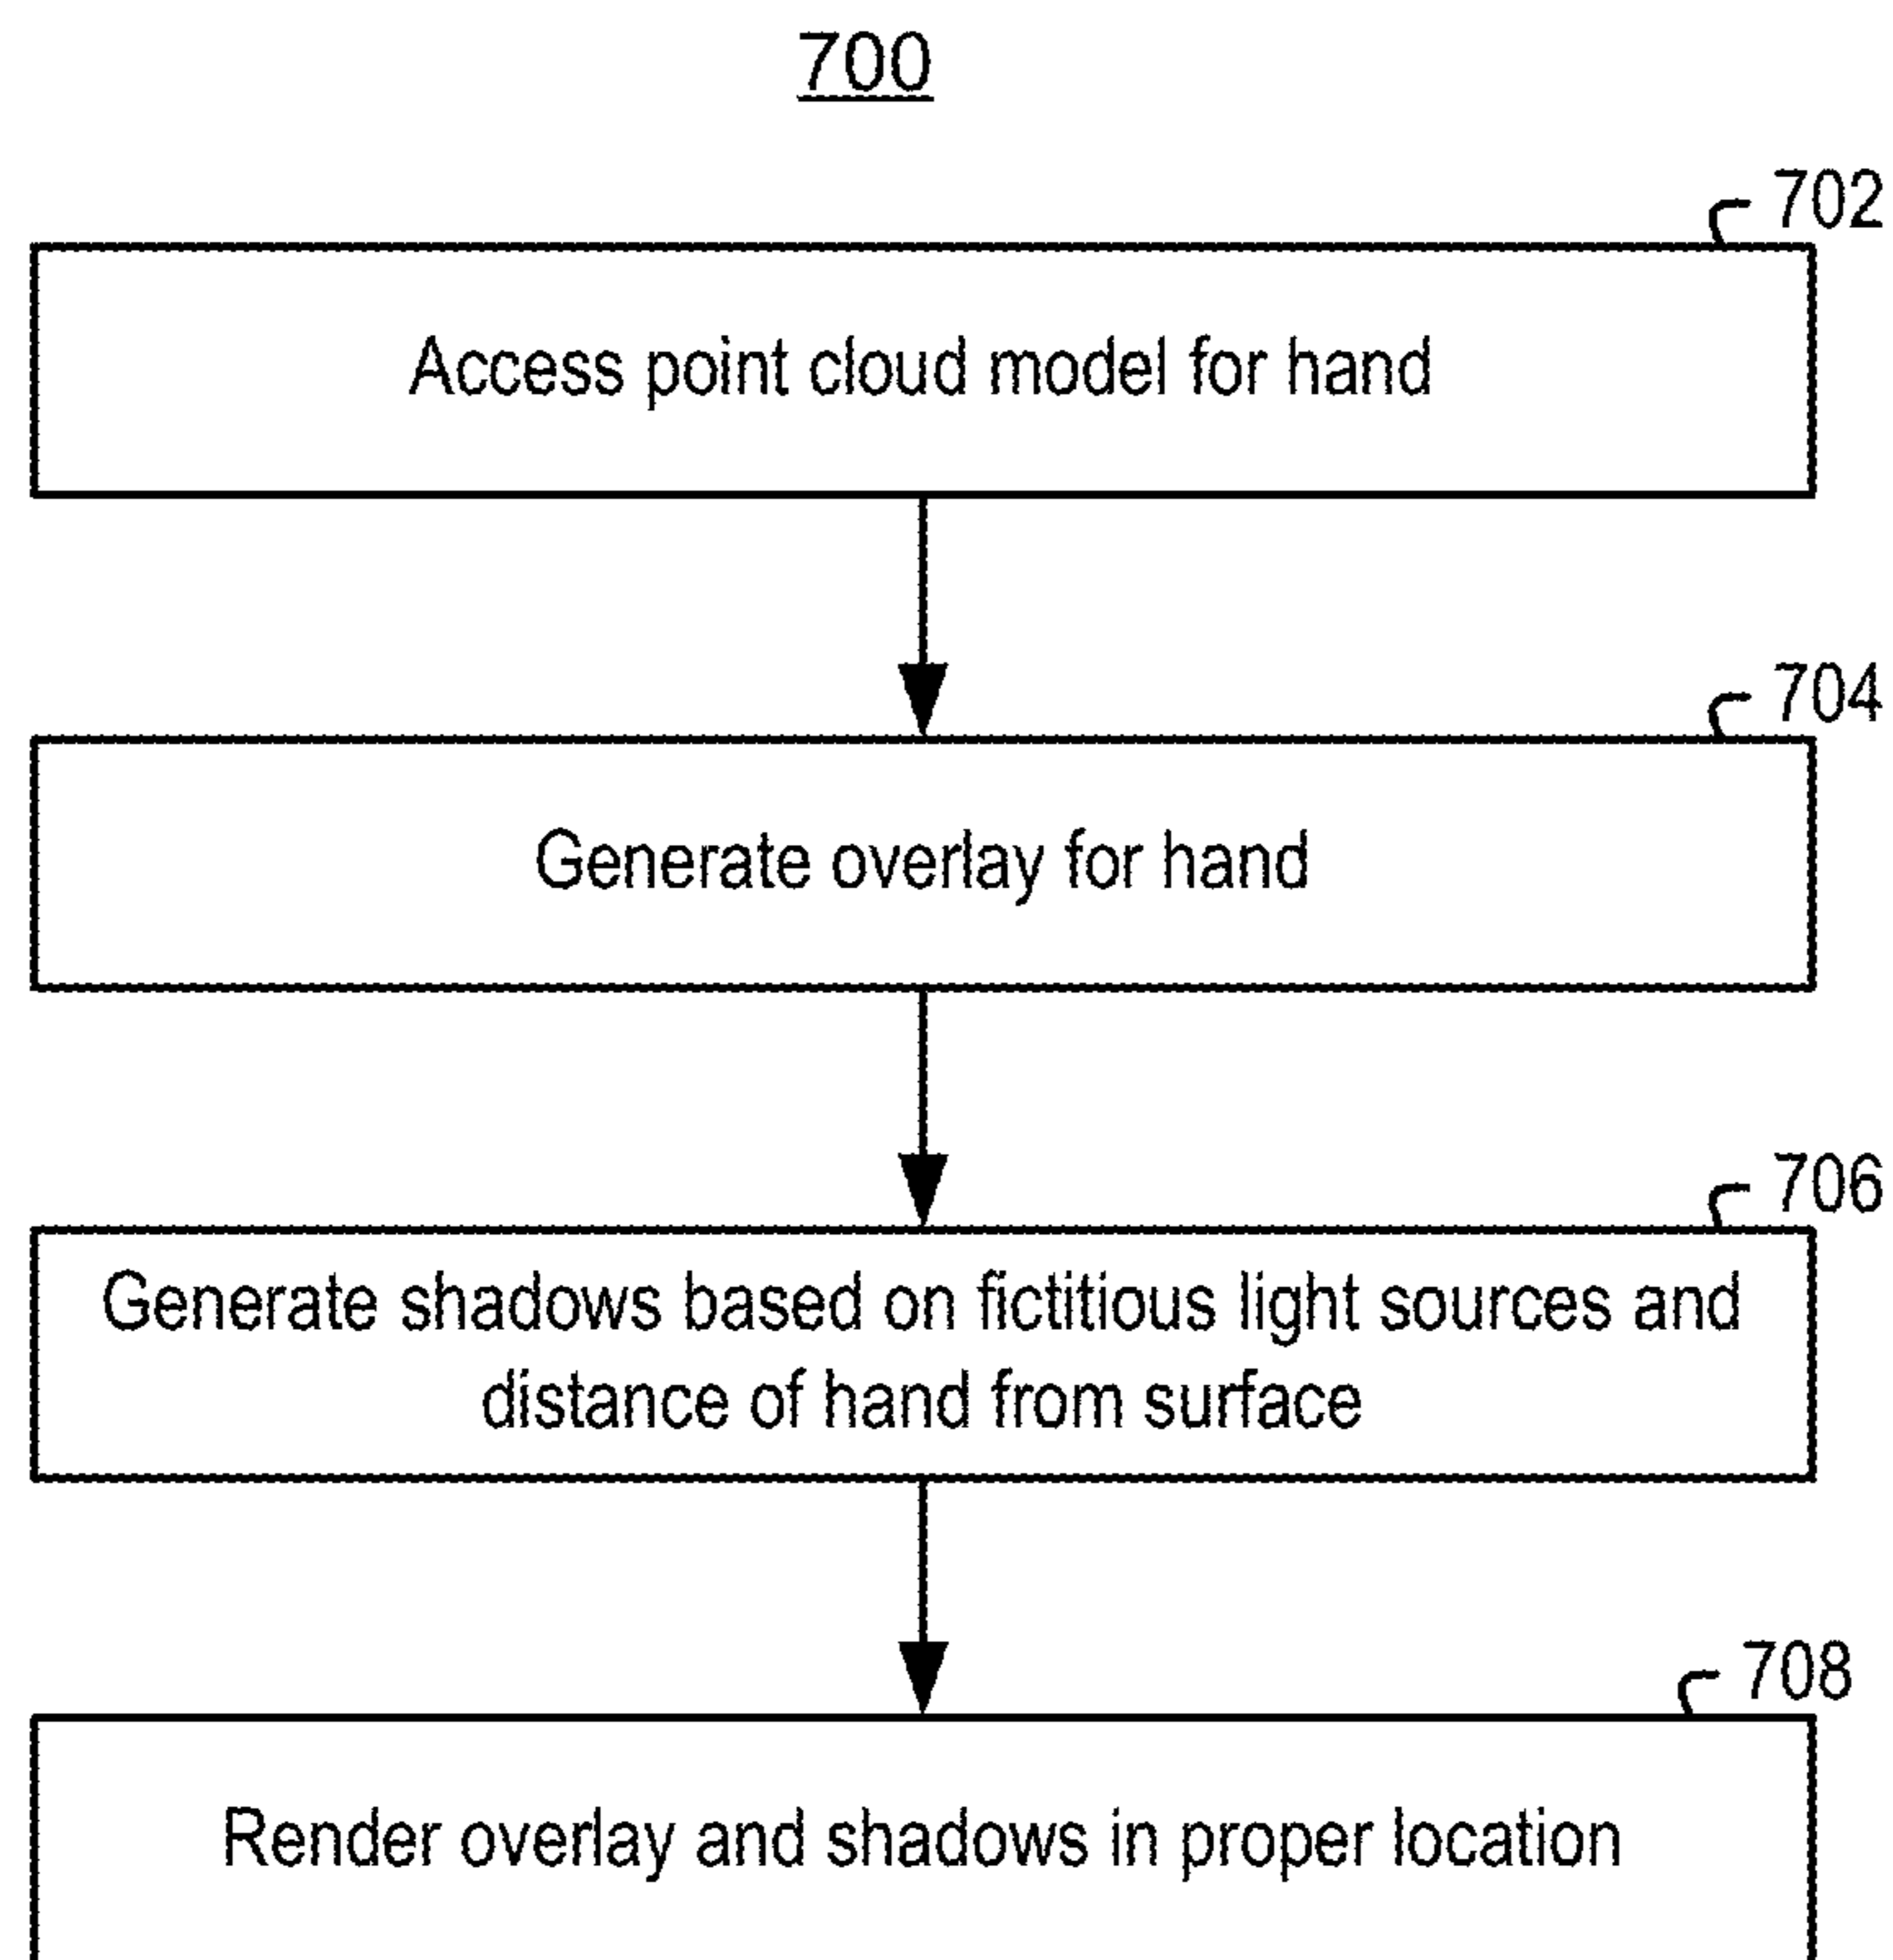 700
702
Access point cloud model for hand
704
Generate overlay for hand
706
Generate shadows based on fictitious light sources and
distance of hand from surface
708
Render overlay and shadows in proper location